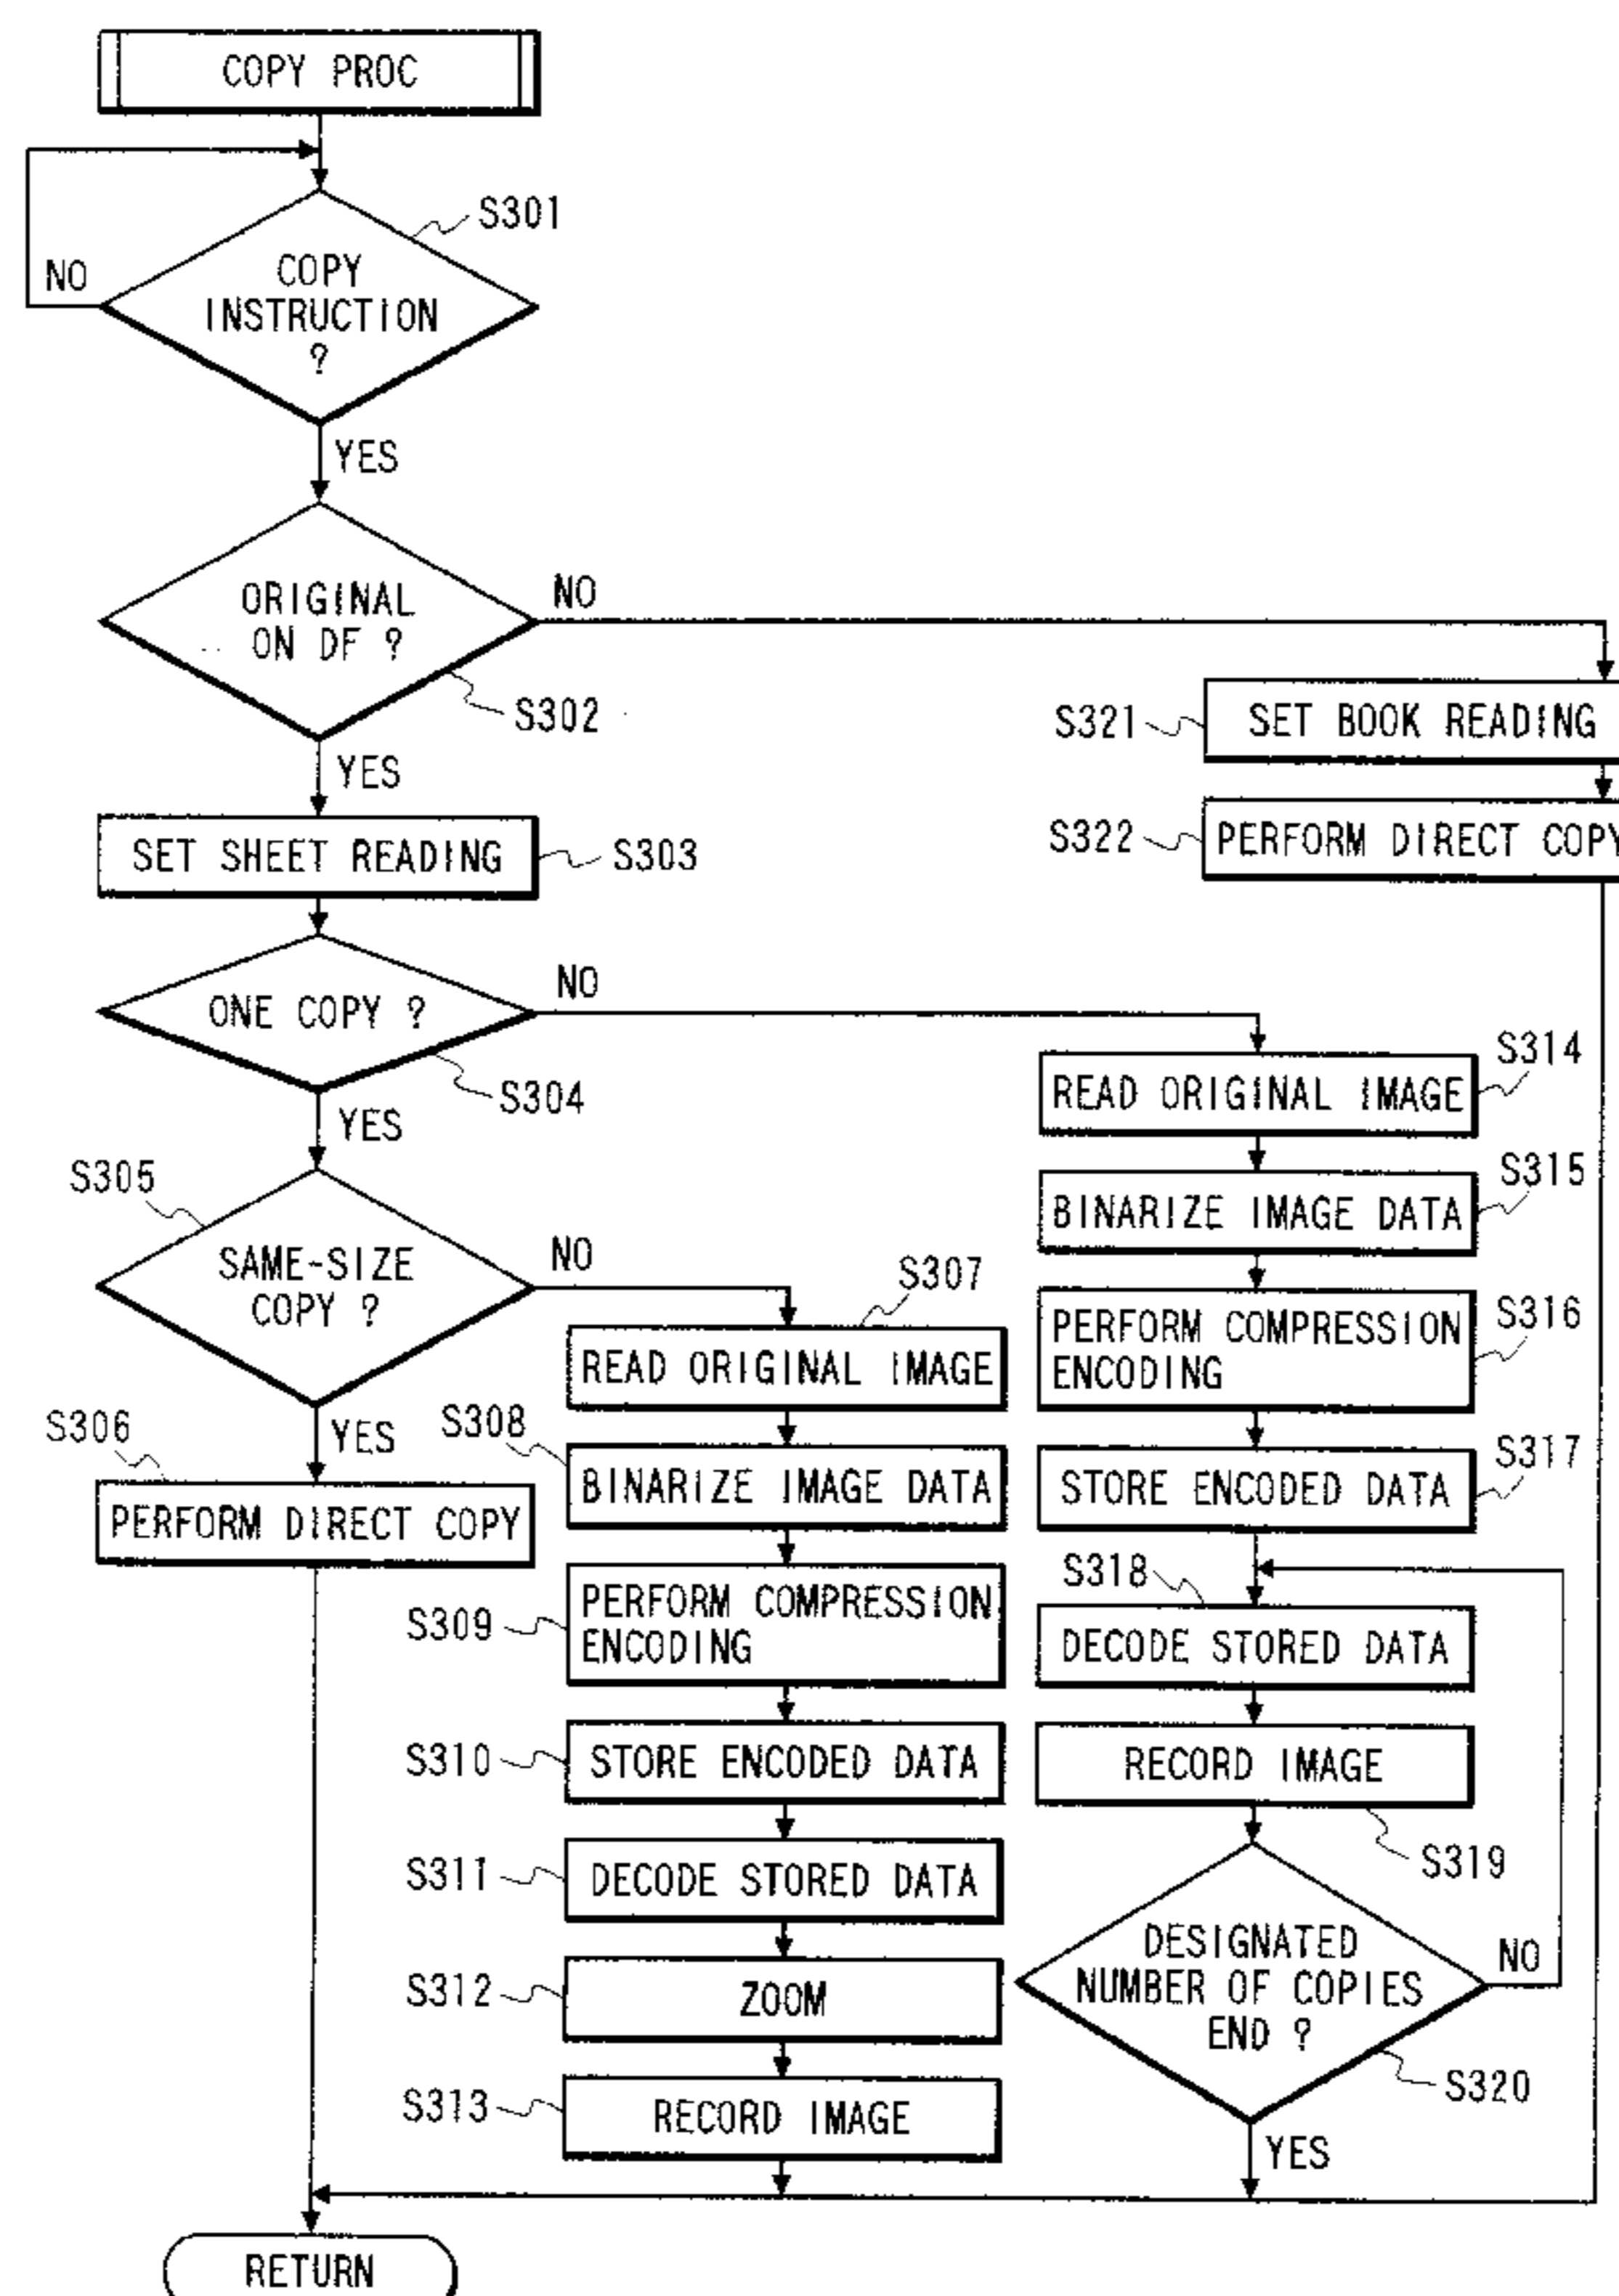 COPY PROC
S301
NO
COPY
INSTRUCTION
?
YES
NO
ORIGINAL
ON DF ?
S302
S321
SET BOOK READING
YES
S322
PERFORM DIRECT COPY
SET SHEET READING
S303
NO
ONE COPY ?
S304
YES
S314
READ ORIGINAL IMAGE
S305
S315
BINARIZE IMAGE DATA
SAME-SIZE
COPY ?
NO
S307
READ ORIGINAL IMAGE
S316
PERFORM COMPRESSION
ENCODING
S306
YES
S308
BINARIZE IMAGE DATA
S317
STORE ENCODED DATA
PERFORM DIRECT COPY
S309
PERFORM COMPRESSION
ENCODING
S318
DECODE STORED DATA
S310
STORE ENCODED DATA
RECORD IMAGE
S319
S311
DECODE STORED DATA
DESIGNATED
NUMBER OF COPIES
END ?
NO
S312
ZOOM
S320
S313
RECORD IMAGE
YES
RETURN